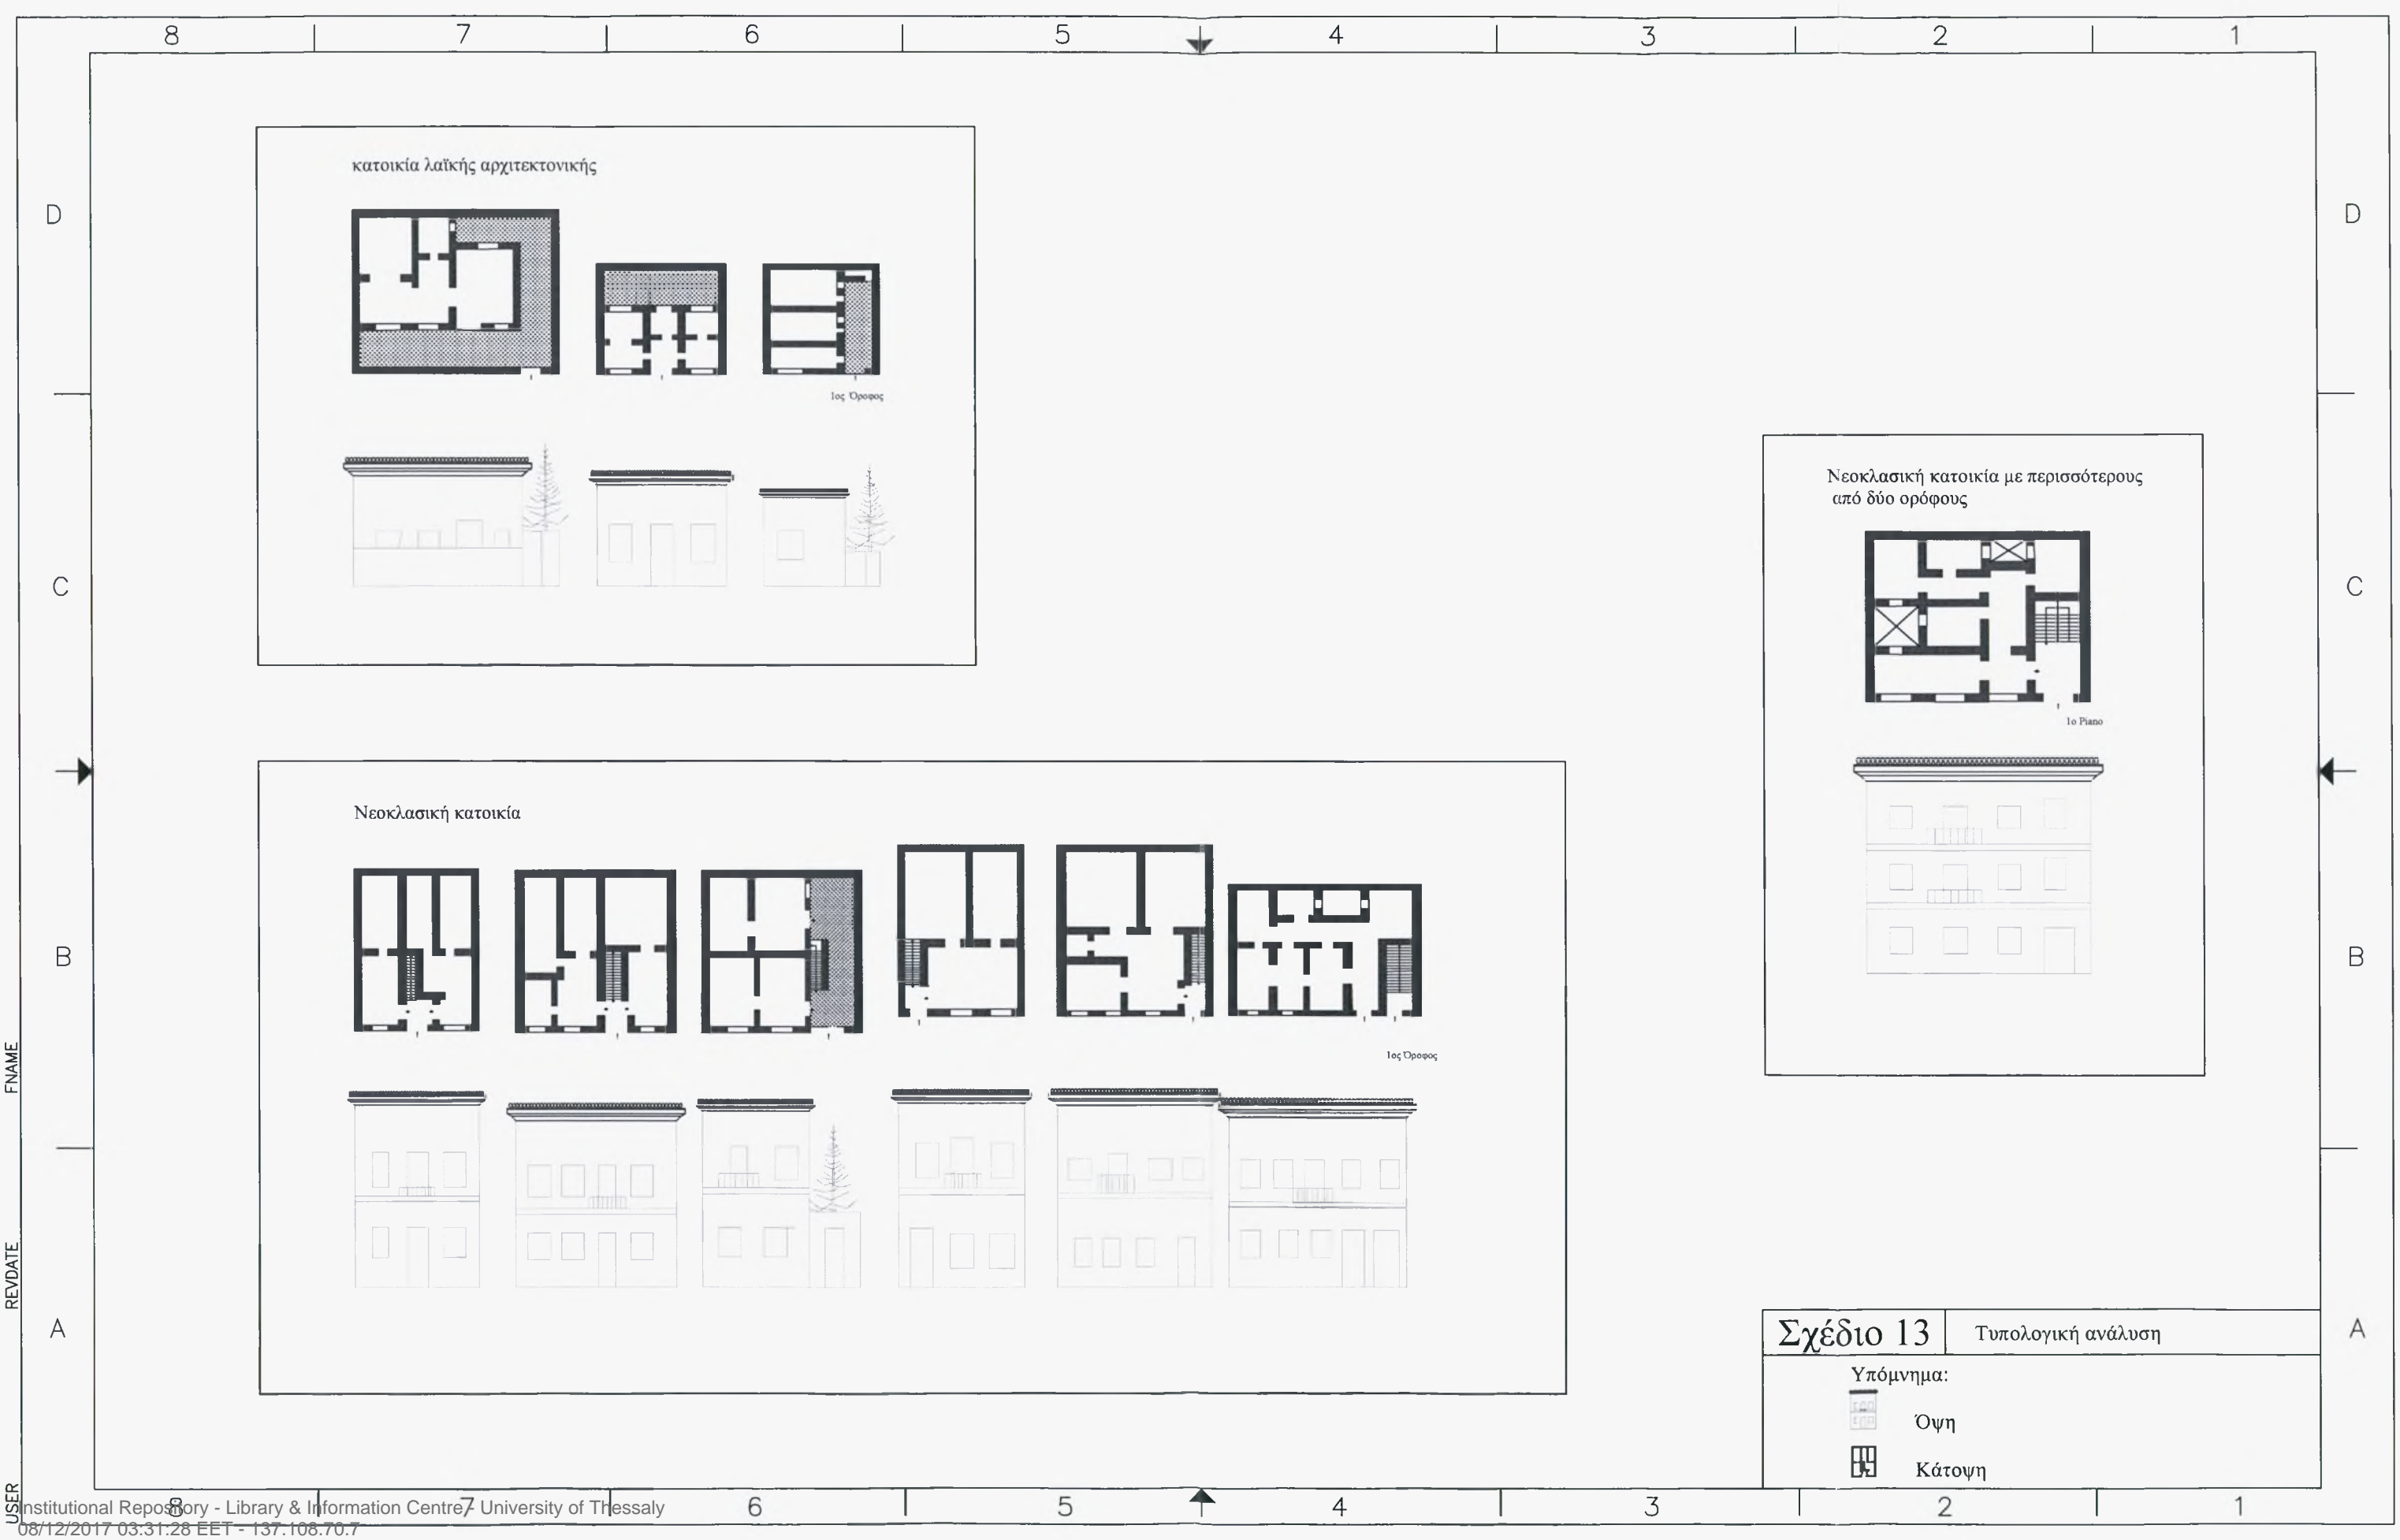 8 7 6 5 4 3 2 1
D D
κατοικία λαϊκής αρχιτεκτονικής
1ος Όροφος
C C
Νεοκλασική κατοικία με περισσότερους
από δύο ορόφους
1ο Piano
Νεοκλασική κατοικία
1ος Όροφος
B B
A A
FNAME
REVDATE
USER
Σχέδιο 13
Τυπολογική ανάλυση
Υπόμνημα:
Όψη
Κάτοψη
8 7 6 5 4 3 2 1
Institutional Repository - Library & Information Centre - University of Thessaly
08/12/2017 03:31:28 EET - 137.108.70.7